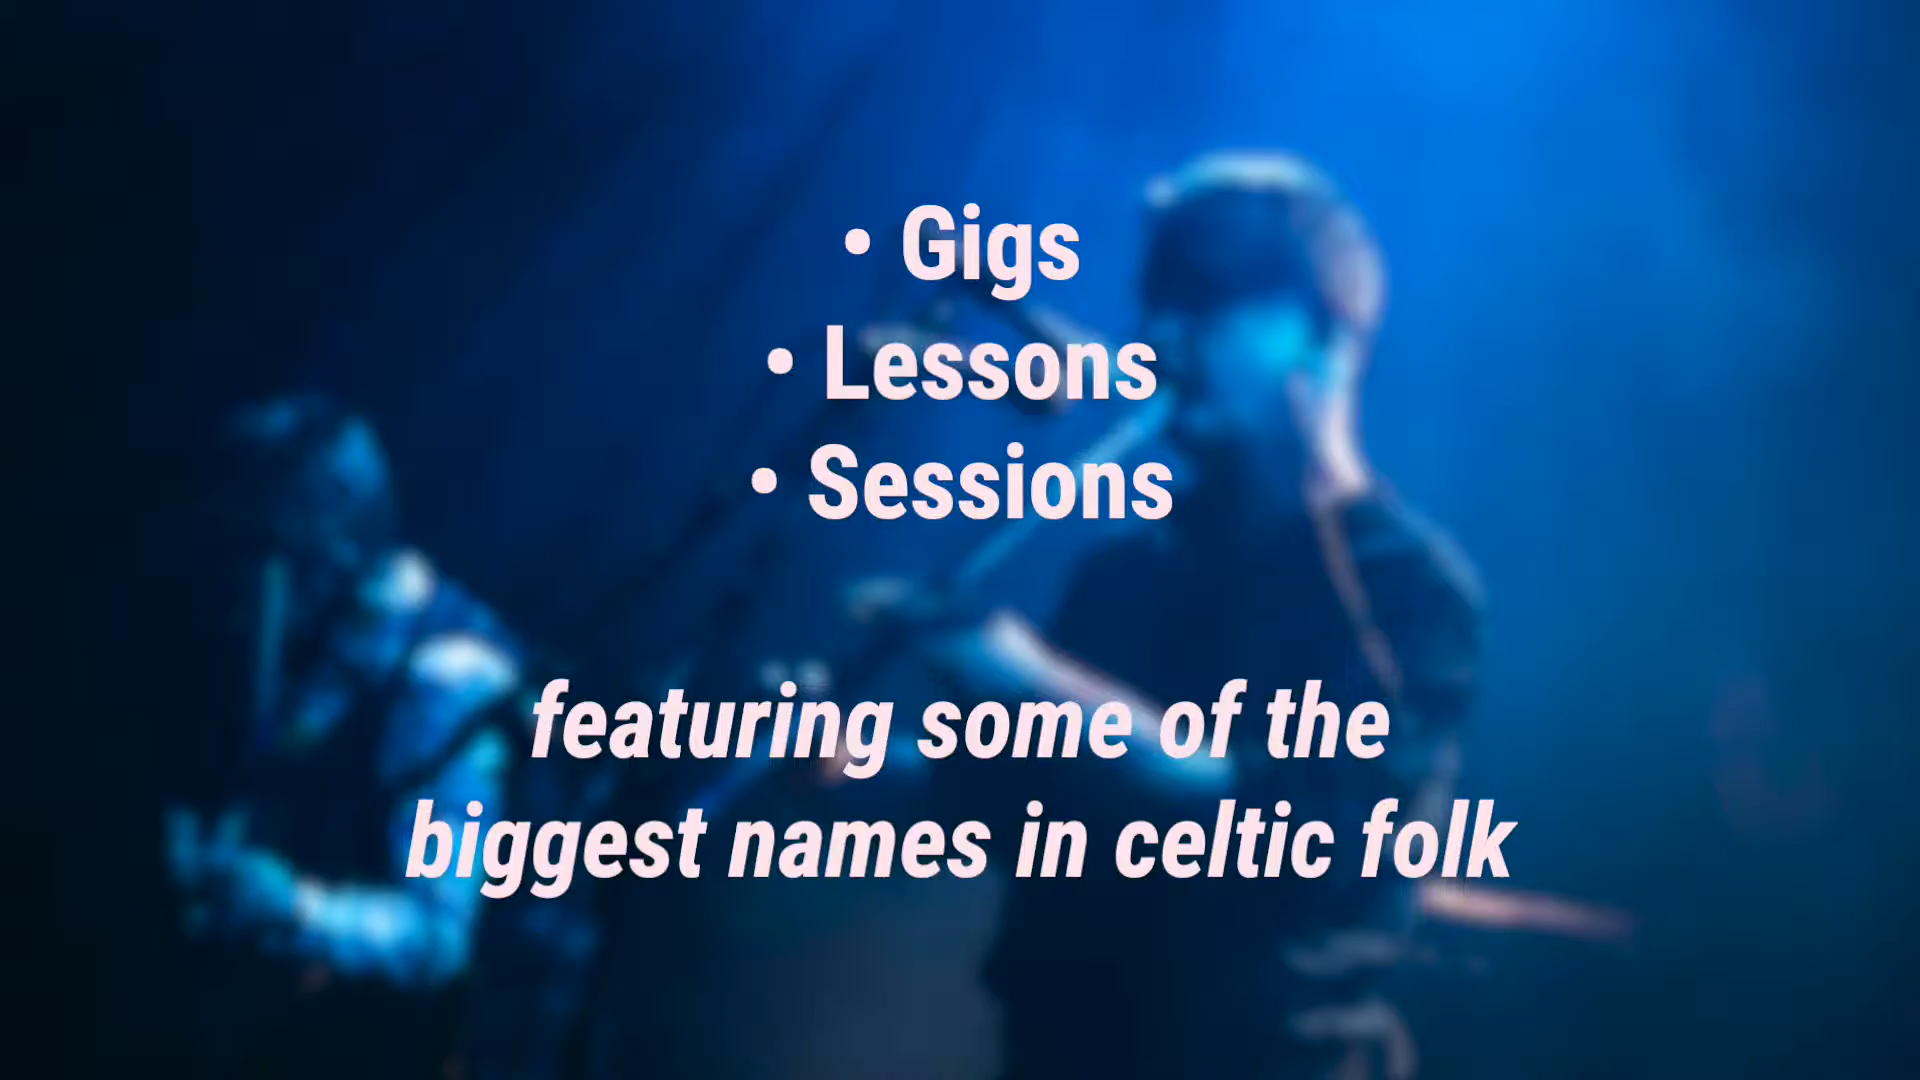 • Gigs
• Lessons
• Sessions
featuring some of the
biggest names in celtic folk